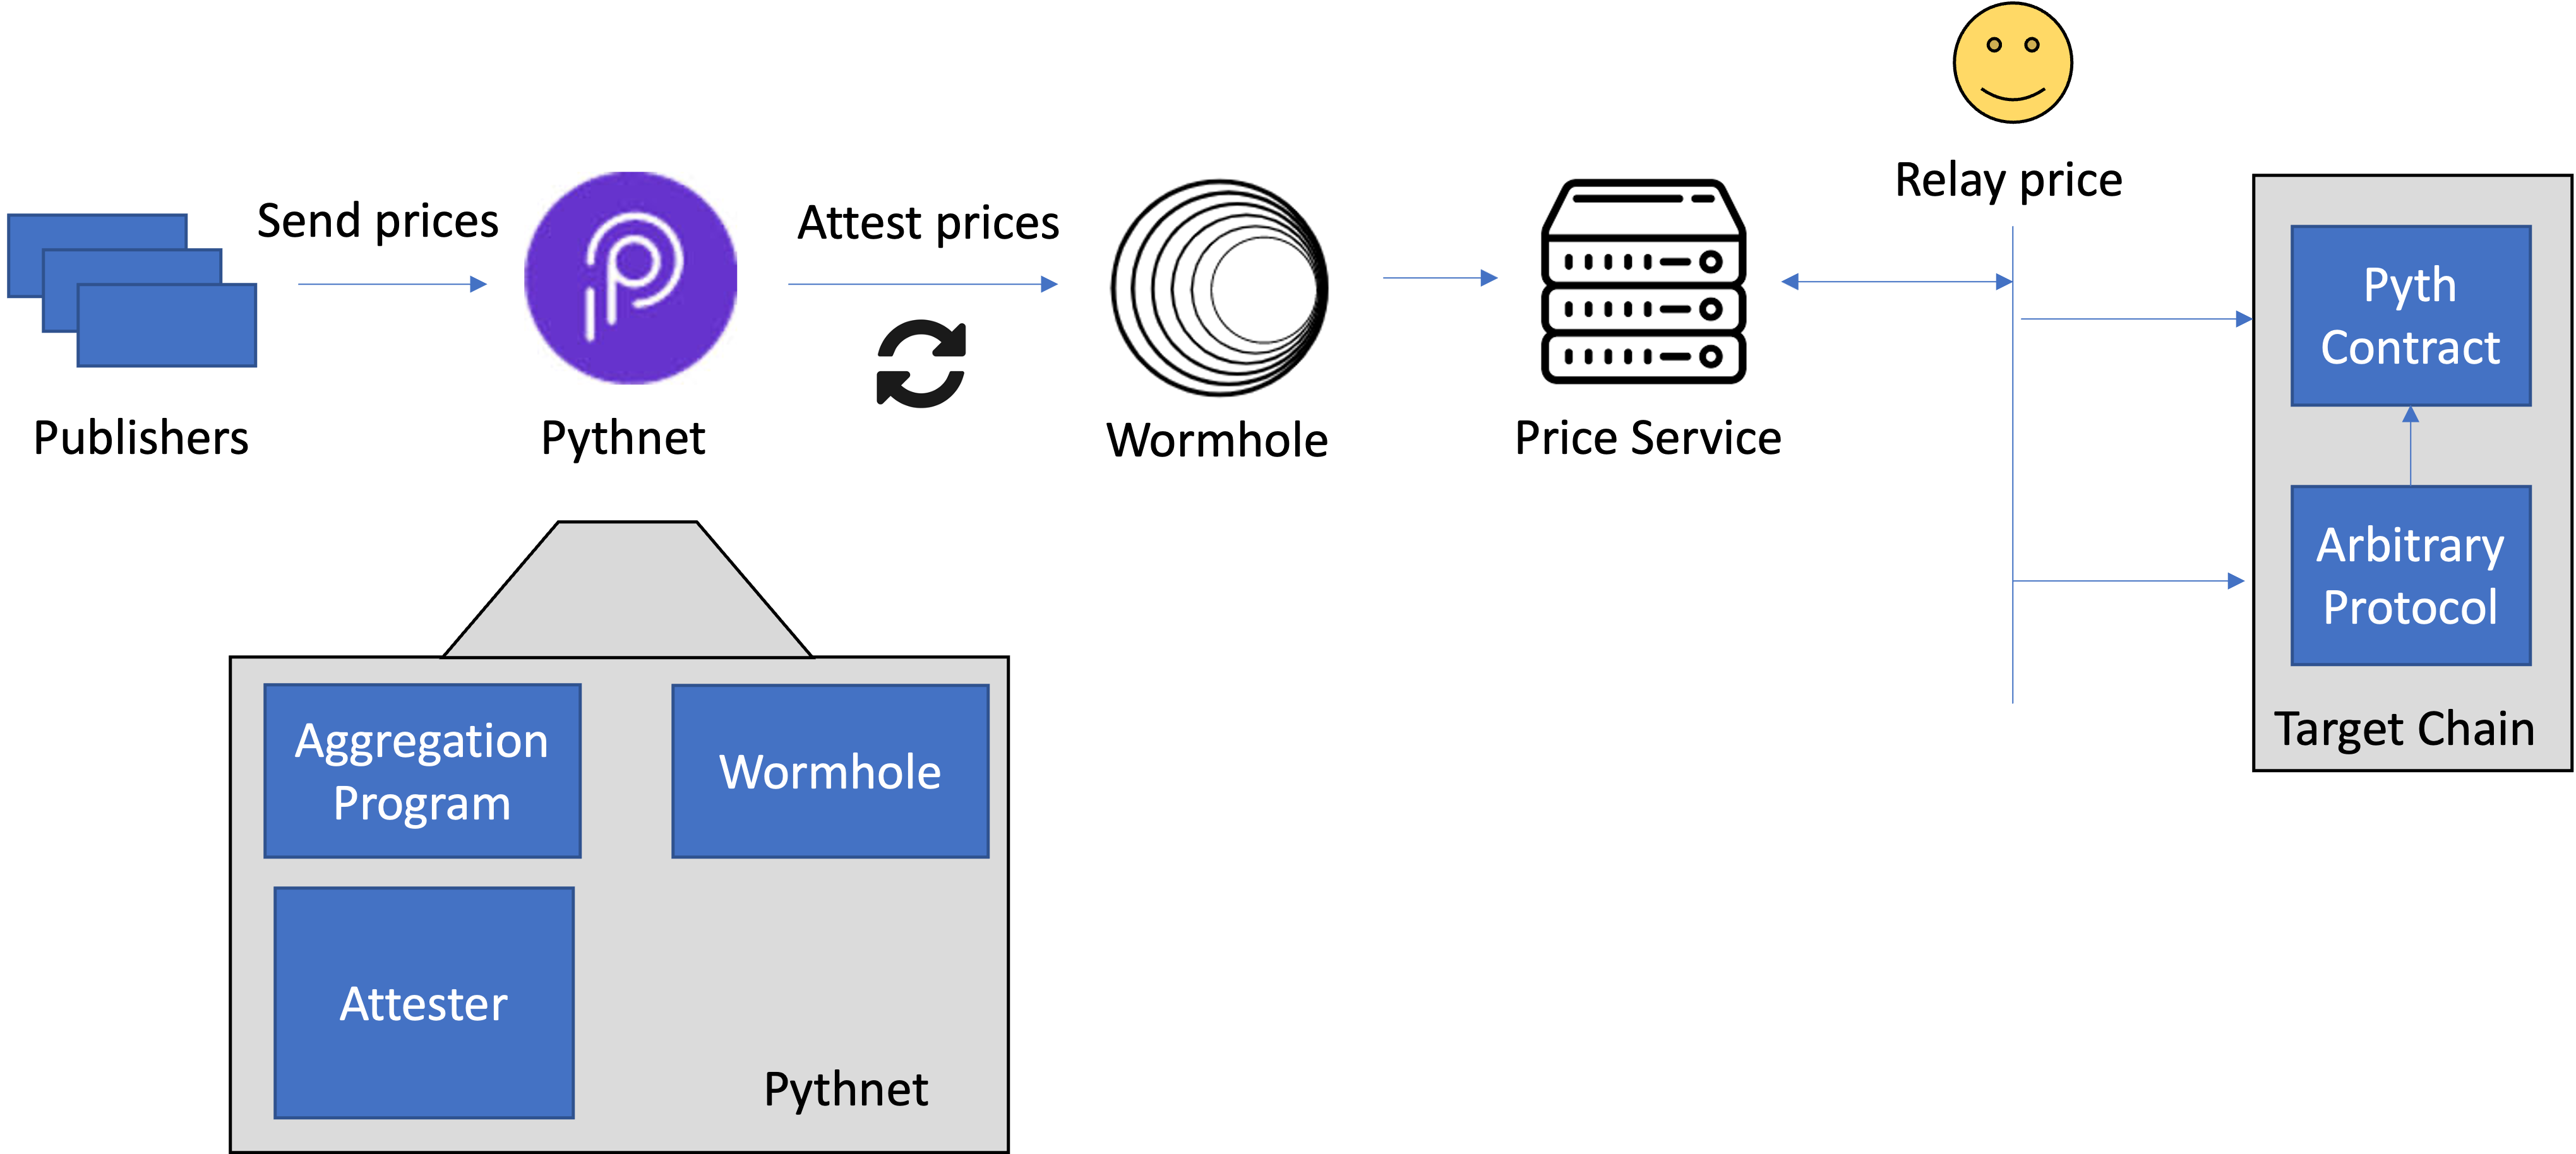 Send prices
Attest prices
Relay price
Publishers
Pythnet
Wormhole
Price Service
Pyth
Contract
Arbitrary
Protocol
Target Chain
Aggregation
Program
Wormhole
Attester
Pythnet